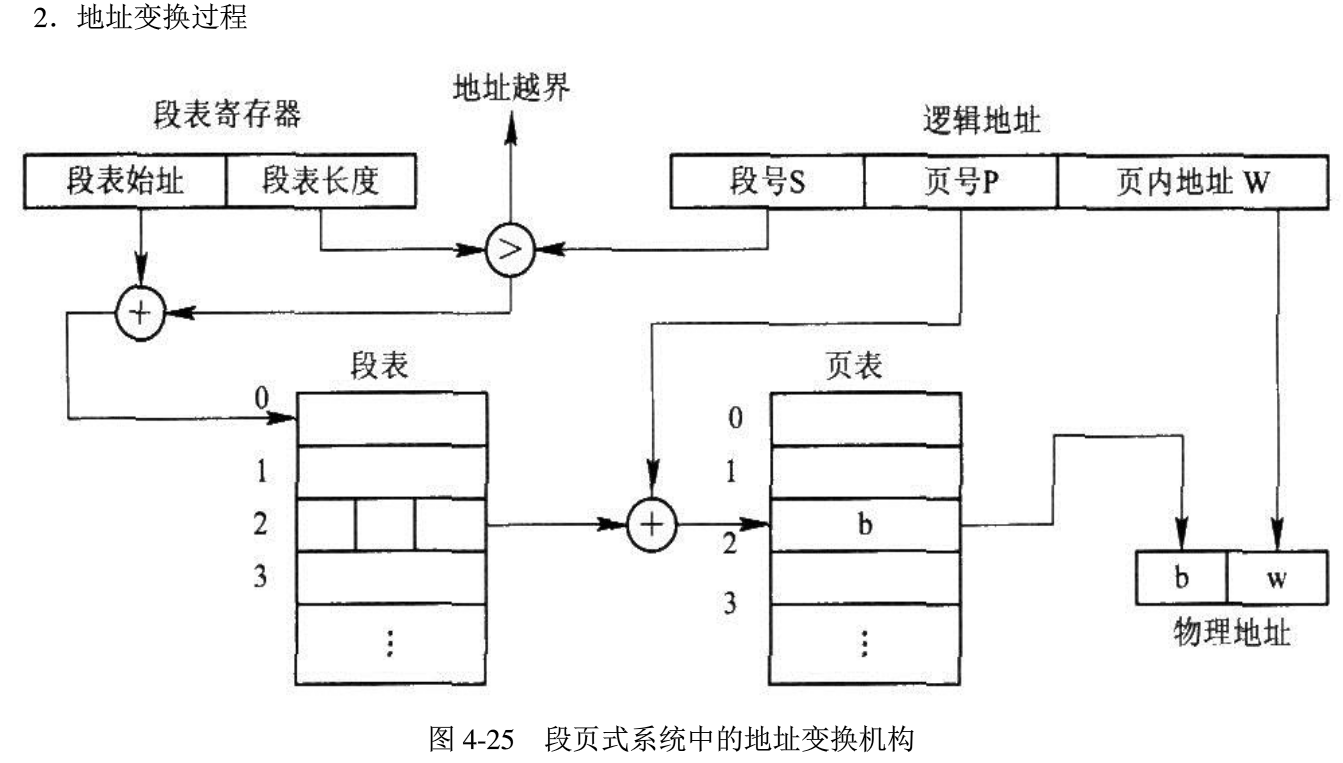 2．地址变换过程
地址越界
段表寄存器
逻辑地址
段表始址 段表长度
段号S 页号P 页内地址 W
>
+
段表
页表
0
1
2
3
⋮
+
0
1
b
2
3
⋮
b w
物理地址
图 4-25 段页式系统中的地址变换机构